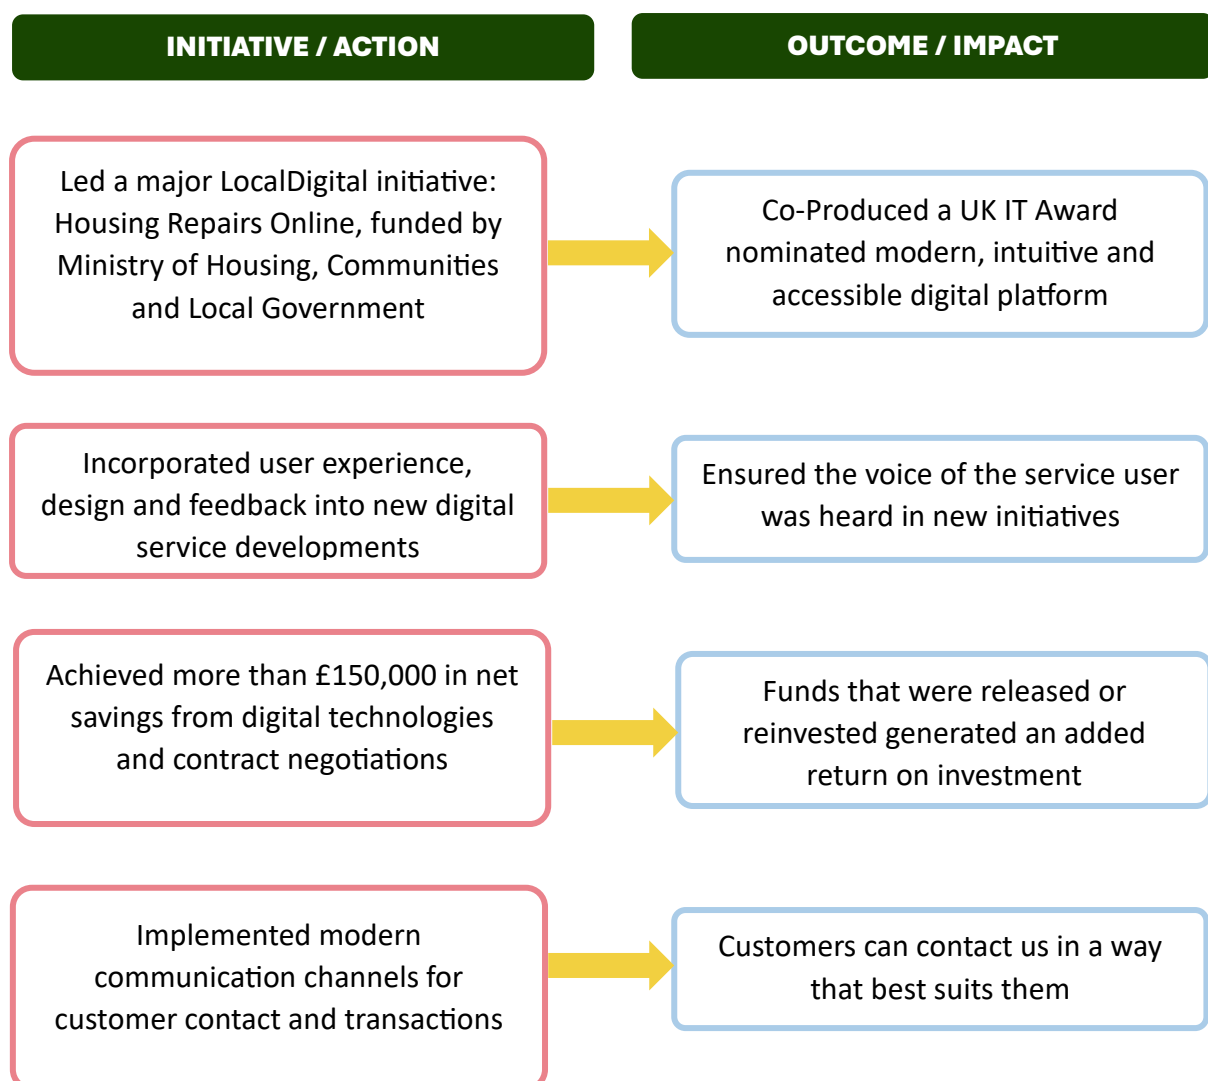 INITIATIVE / ACTION
OUTCOME / IMPACT
Led a major LocalDigital initiative:
Housing Repairs Online, funded by
Ministry of Housing, Communities
and Local Government
Co-Produced a UK IT Award
nominated modern, intuitive and
accessible digital platform
Incorporated user experience,
design and feedback into new digital
service developments
Ensured the voice of the service user
was heard in new initiatives
Achieved more than £150,000 in net
savings from digital technologies
and contract negotiations
Funds that were released or
reinvested generated an added
return on investment
Implemented modern
communication channels for
customer contact and transactions
Customers can contact us in a way
that best suits them